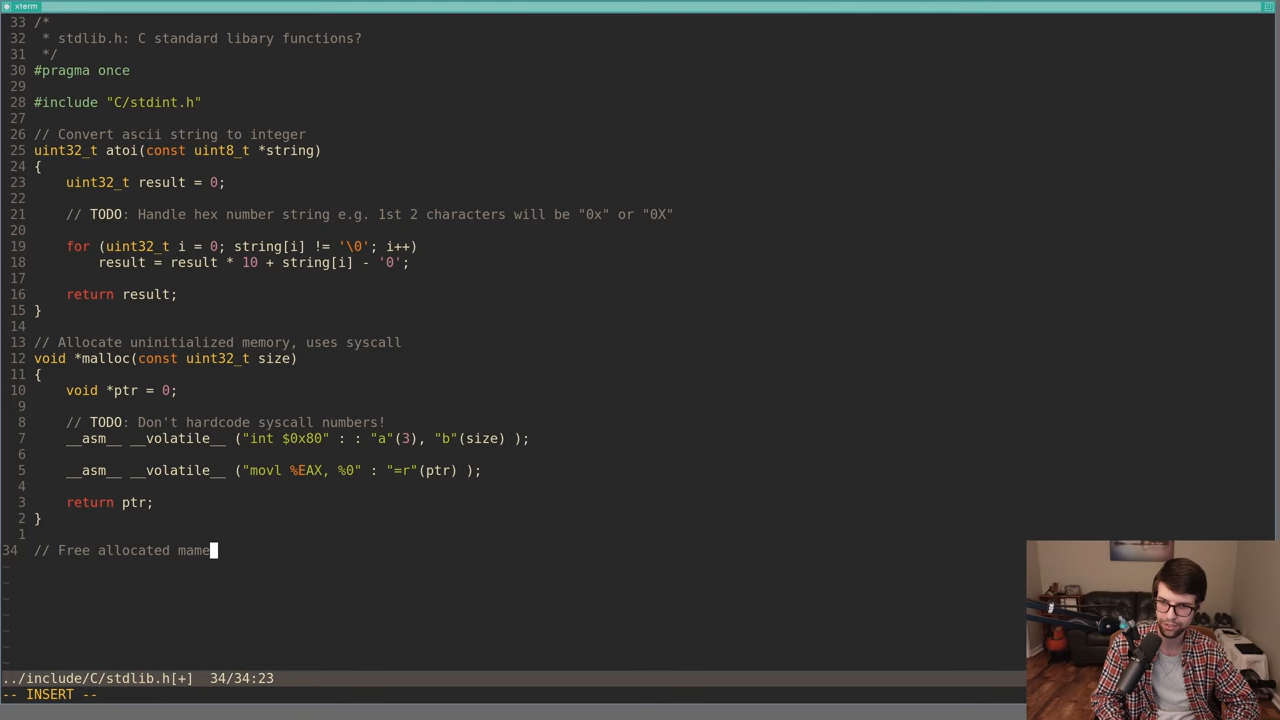 xterm
33 /*
32  * stdlib.h: C standard libary functions?
31  */
30 #pragma once
29
28 #include "C/stdint.h"
27
26 // Convert ascii string to integer
25 uint32_t atoi(const uint8_t *string)
24 {
23     uint32_t result = 0;
22
21     // TODO: Handle hex number string e.g. 1st 2 characters will be "0x" or "0X"
20
19     for (uint32_t i = 0; string[i] != '\0'; i++)
18         result = result * 10 + string[i] - '0';
17
16     return result;
15 }
14
13 // Allocate uninitialized memory, uses syscall
12 void *malloc(const uint32_t size)
11 {
10     void *ptr = 0;
9
8     // TODO: Don't hardcode syscall numbers!
7     __asm__ __volatile__ ("int $0x80" : : "a"(3), "b"(size) );
6
5     __asm__ __volatile__ ("movl %EAX, %0" : "=r"(ptr) );
4
3     return ptr;
2 }
1
34 // Free allocated mame
~
~
~
~
~
~
~
../include/C/stdlib.h[+]  34/34:23
-- INSERT --